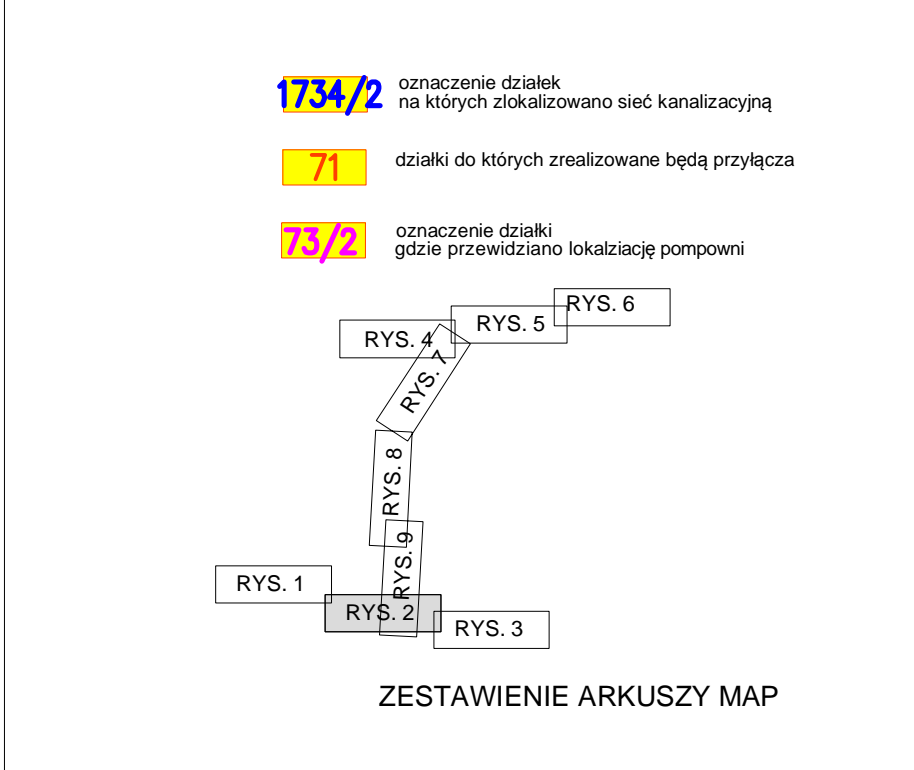 1734/2
oznaczenie działek
na których zlokalizowano sieć kanalizacyjną
71
działki do których zrealizowane będą przyłącza
73/2
oznaczenie działki
gdzie przewidziano lokalziację pompowni
RYS. 6
RYS. 5
RYS. 4
RYS. 7
RYS. 8
RYS. 9
RYS. 1
RYS. 2
RYS. 3
ZESTAWIENIE ARKUSZY MAP